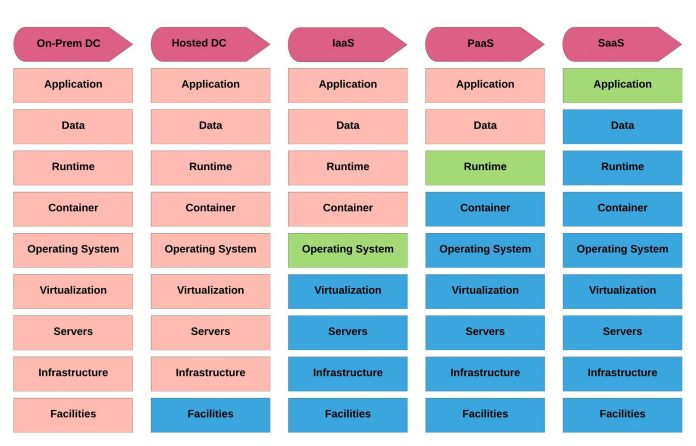 On-Prem DC Hosted DC IaaS PaaS SaaS
Application Application Application Application Application
Data Data Data Data Data
Runtime Runtime Runtime Runtime Runtime
Container Container Container Container Container
Operating System Operating System Operating System Operating System Operating System
Virtualization Virtualization Virtualization Virtualization Virtualization
Servers Servers Servers Servers Servers
Infrastructure Infrastructure Infrastructure Infrastructure Infrastructure
Facilities Facilities Facilities Facilities Facilities